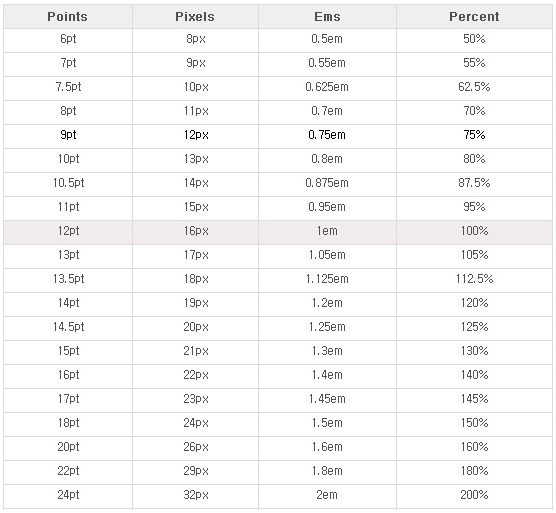 Points Pixels Ems Percent
6pt 8px 0.5em 50%
7pt 9px 0.55em 55%
7.5pt 10px 0.625em 62.5%
8pt 11px 0.7em 70%
9pt 12px 0.75em 75%
10pt 13px 0.8em 80%
10.5pt 14px 0.875em 87.5%
11pt 15px 0.95em 95%
12pt 16px 1em 100%
13pt 17px 1.05em 105%
13.5pt 18px 1.125em 112.5%
14pt 19px 1.2em 120%
14.5pt 20px 1.25em 125%
15pt 21px 1.3em 130%
16pt 22px 1.4em 140%
17pt 23px 1.45em 145%
18pt 24px 1.5em 150%
20pt 26px 1.6em 160%
22pt 29px 1.8em 180%
24pt 32px 2em 200%